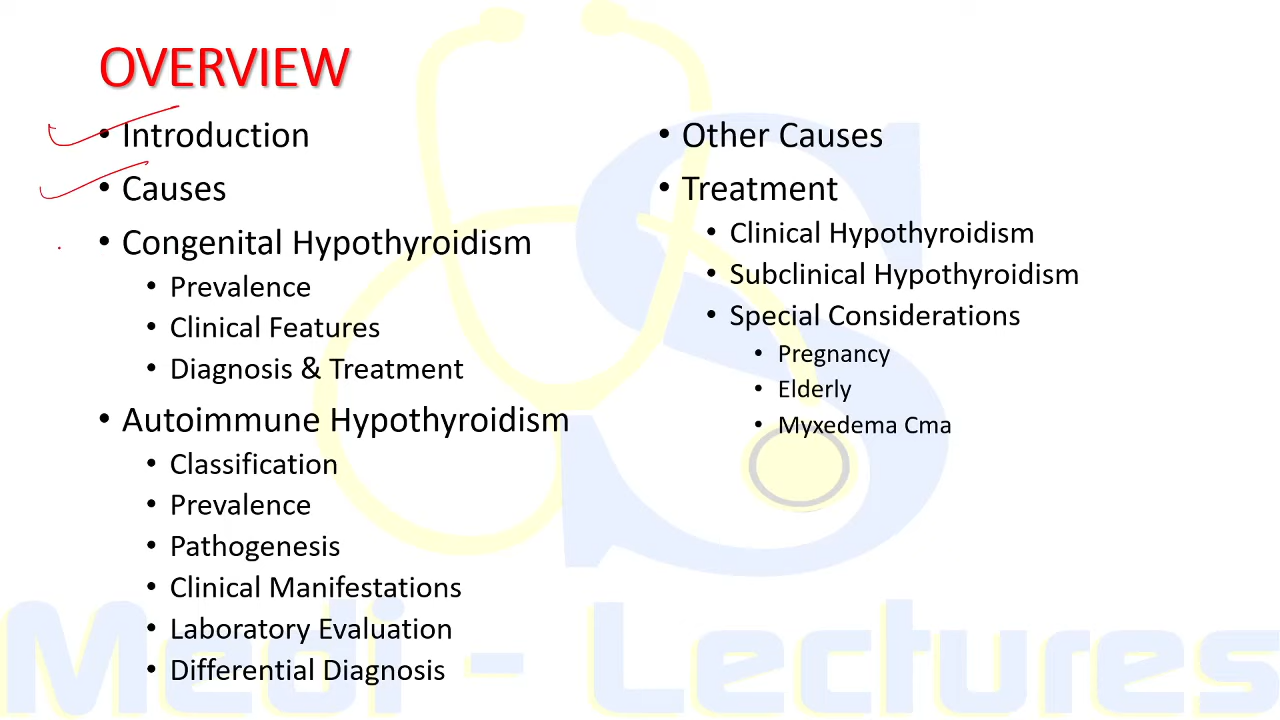 OVERVIEW
• Introduction
• Causes
• Congenital Hypothyroidism
• Prevalence
• Clinical Features
• Diagnosis & Treatment
• Autoimmune Hypothyroidism
• Classification
• Prevalence
• Pathogenesis
• Clinical Manifestations
• Laboratory Evaluation
• Differential Diagnosis
• Other Causes
• Treatment
• Clinical Hypothyroidism
• Subclinical Hypothyroidism
• Special Considerations
• Pregnancy
• Elderly
• Myxedema Cma
S
Medi - Lectures